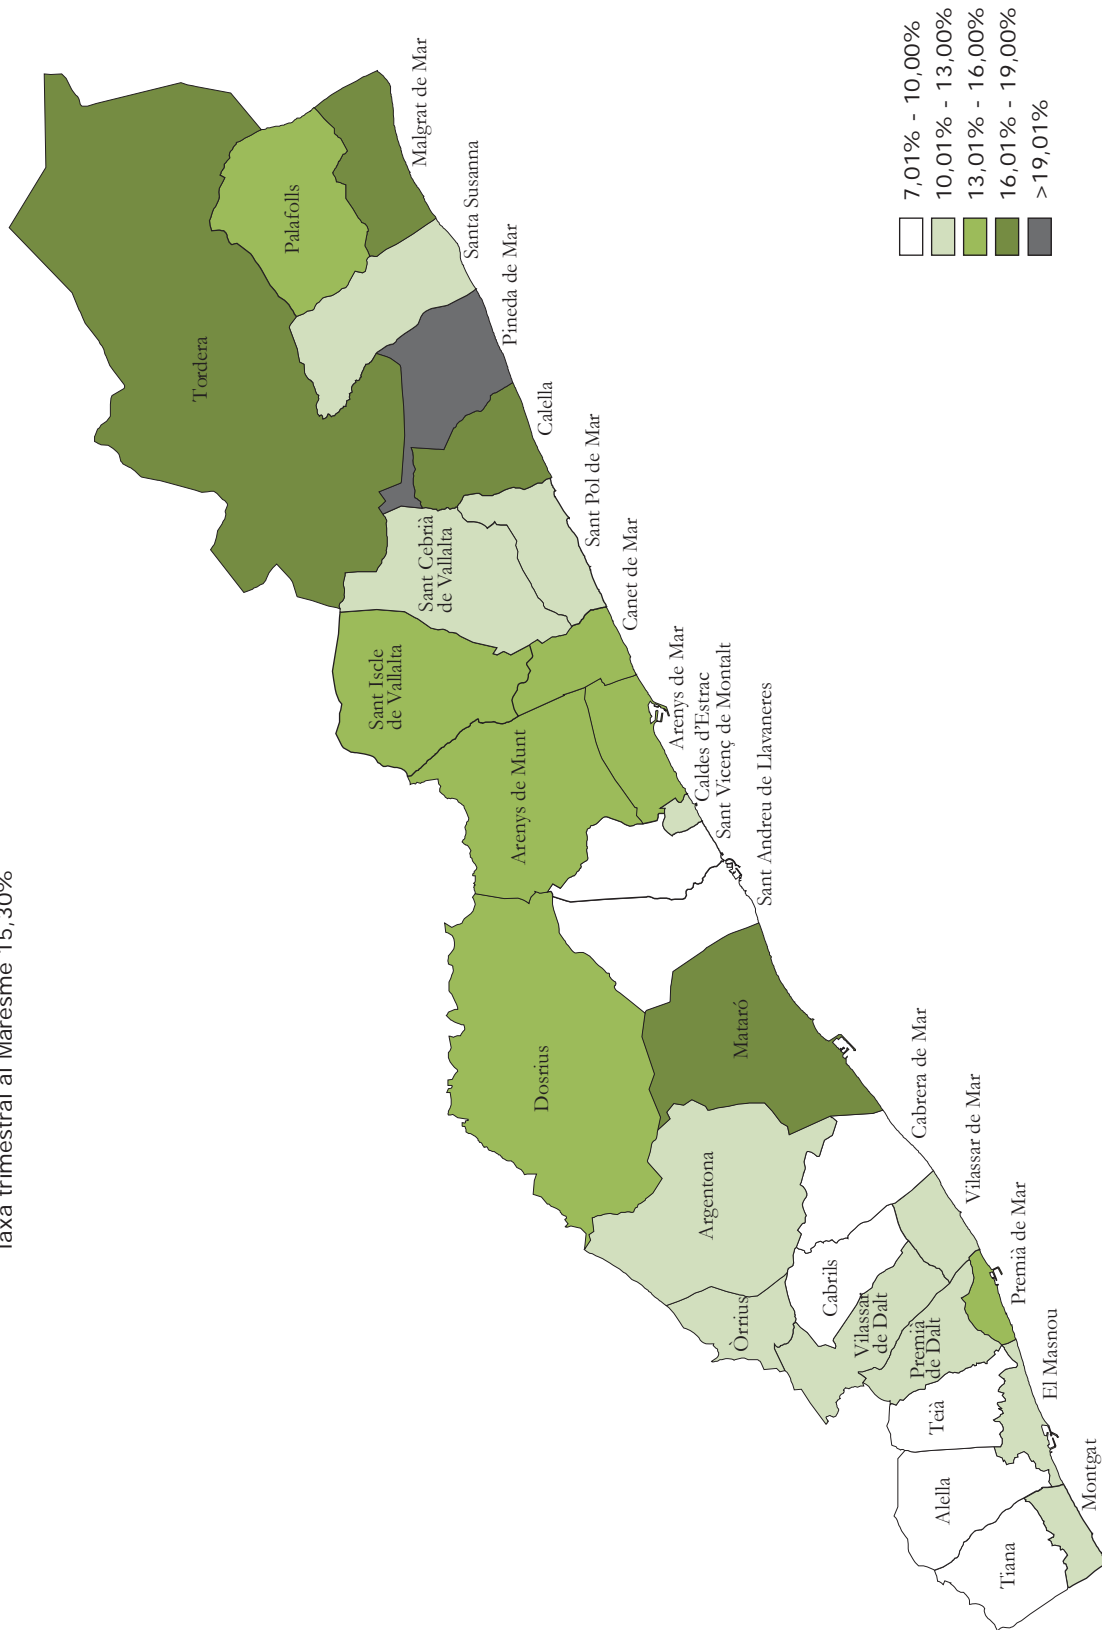 Taxa trimestral al Maresme 15,30%
Tordera
Palafolls
Malgrat de Mar
Santa Susanna
Pineda de Mar
Calella
Sant Pol de Mar
Sant Cebrià
de Vallalta
Canet de Mar
Sant Iscle
de Vallalta
Arenys de Mar
Arenys de Munt
Caldes d'Estrac
Sant Vicenç de Montalt
Sant Andreu de Llavaneres
Dosrius
Mataró
Argentona
Cabrera de Mar
Vilassar de Mar
Òrrius
Cabrils
Vilassar
de Dalt
Premià
de Dalt
Premià de Mar
El Masnou
Teià
Alella
Tiana
Montgat
7,01% - 10,00%
10,01% - 13,00%
13,01% - 16,00%
16,01% - 19,00%
>19,01%